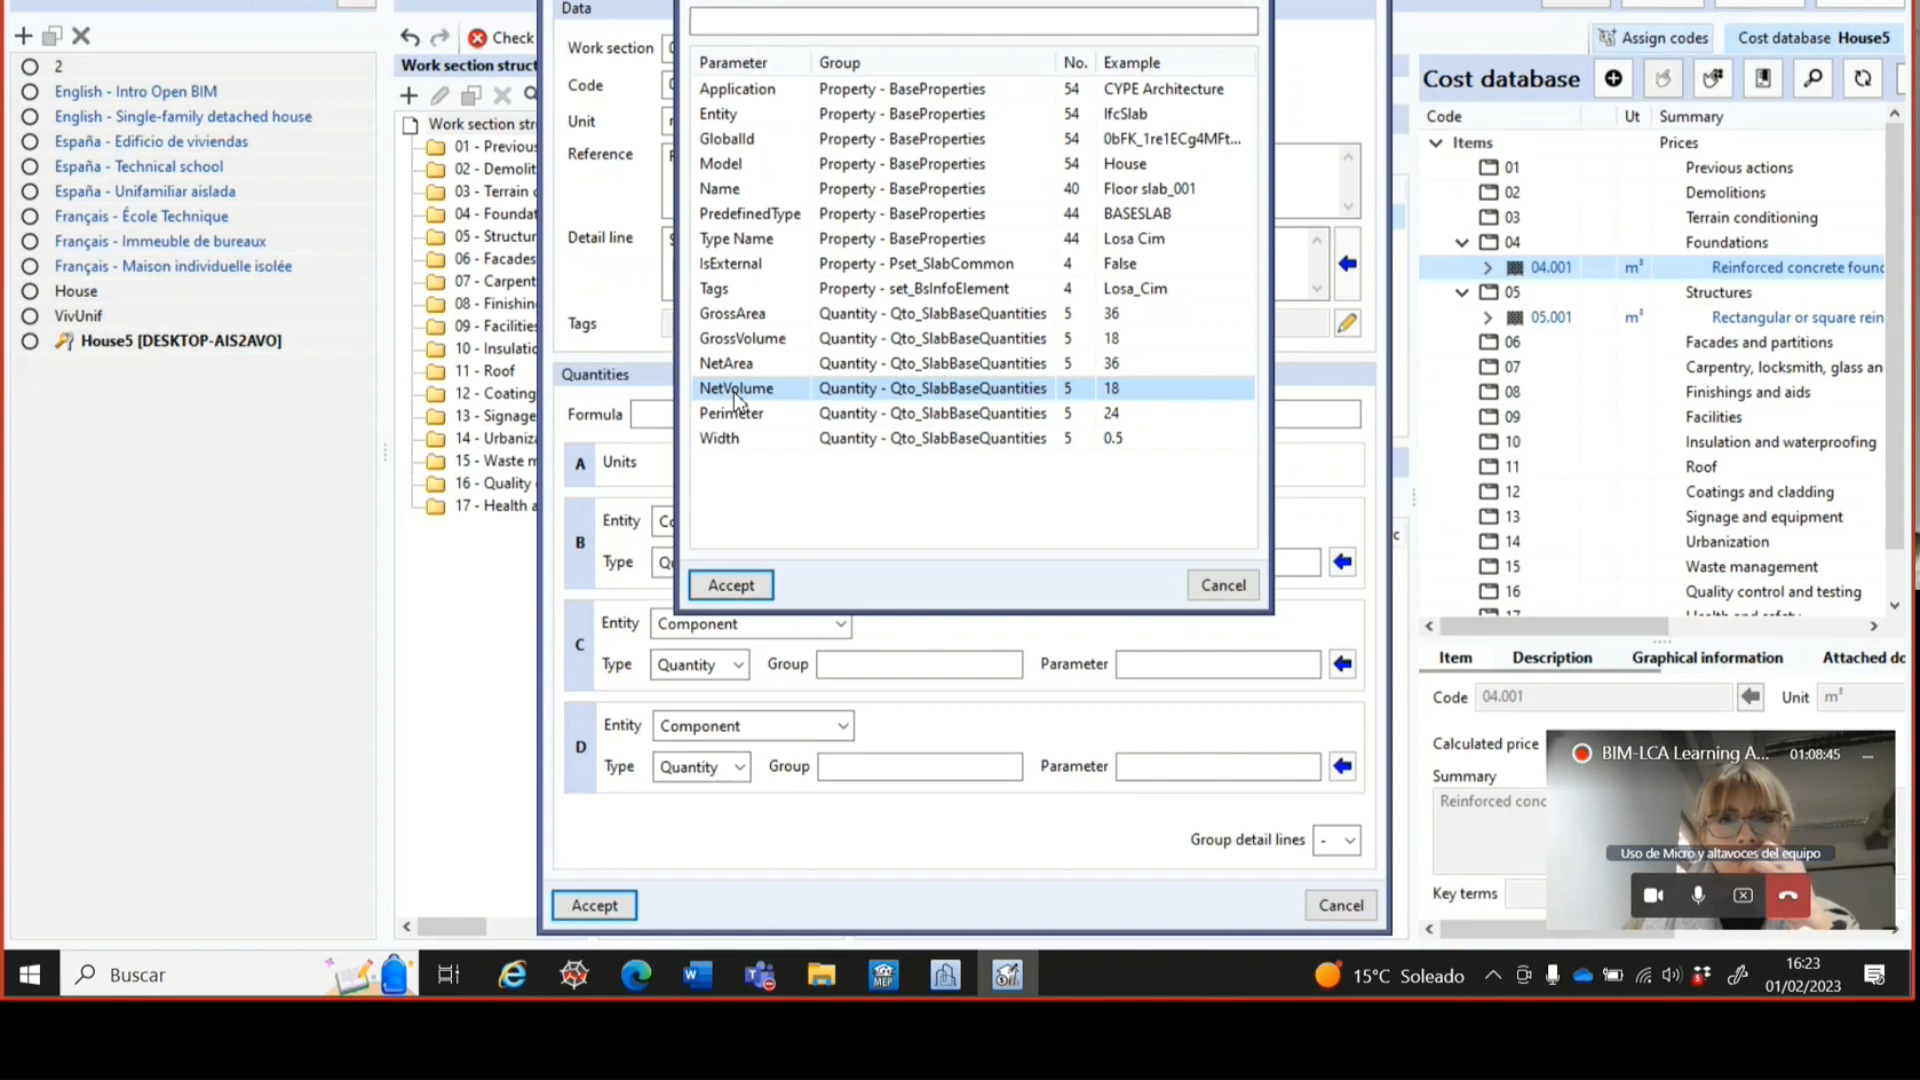 Check
Assign codes
Cost database House5
2
English - Intro Open BIM
English - Single-family detached house
España - Edificio de viviendas
España - Technical school
España - Unifamiliar aislada
Français - École Technique
Français - Immeuble de bureaux
Français - Maison individuelle isolée
House
VivUnif
House5 [DESKTOP-AIS2AVO]
Work section struct
Work section stru
01 - Previous
02 - Demolit
03 - Terrain c
04 - Foundat
05 - Structur
06 - Facades
07 - Carpent
08 - Finishin
09 - Facilities
10 - Insulatio
11 - Roof
12 - Coating
13 - Signage
14 - Urbaniza
15 - Waste m
16 - Quality
17 - Health a
Data
Work section
Code
Unit
Reference
Detail line
Tags
Quantities
Formula
A Units
B
Entity Co
Type Qu
C
Entity Component
Type Quantity Group Parameter
D
Entity Component
Type Quantity Group Parameter
Group detail lines -
Accept
Cancel
Parameter Group No. Example
Application Property - BaseProperties 54 CYPE Architecture
Entity Property - BaseProperties 54 IfcSlab
GlobalId Property - BaseProperties 54 0bFK_1re1ECg4MFt...
Model Property - BaseProperties 54 House
Name Property - BaseProperties 40 Floor slab_001
PredefinedType Property - BaseProperties 44 BASESLAB
Type Name Property - BaseProperties 44 Losa Cim
IsExternal Property - Pset_SlabCommon 4 False
Tags Property - set_BsInfoElement 4 Losa_Cim
GrossArea Quantity - Qto_SlabBaseQuantities 5 36
GrossVolume Quantity - Qto_SlabBaseQuantities 5 18
NetArea Quantity - Qto_SlabBaseQuantities 5 36
NetVolume Quantity - Qto_SlabBaseQuantities 5 18
Perimeter Quantity - Qto_SlabBaseQuantities 5 24
Width Quantity - Qto_SlabBaseQuantities 5 0.5
Accept
Cancel
Cost database
Code Ut Summary
Items Prices
01 Previous actions
02 Demolitions
03 Terrain conditioning
04 Foundations
04.001 m³ Reinforced concrete found
05 Structures
05.001 m³ Rectangular or square rein
06 Facades and partitions
07 Carpentry, locksmith, glass an
08 Finishings and aids
09 Facilities
10 Insulation and waterproofing
11 Roof
12 Coatings and cladding
13 Signage and equipment
14 Urbanization
15 Waste management
16 Quality control and testing
Item Description Graphical information Attached do
Code 04.001 Unit m³
Calculated price
Summary
Reinforced conc
Key terms
BIM-LCA Learning A... 01:08:45
Uso de Micro y altavoces del equipo
Buscar
15°C Soleado
16:23
01/02/2023